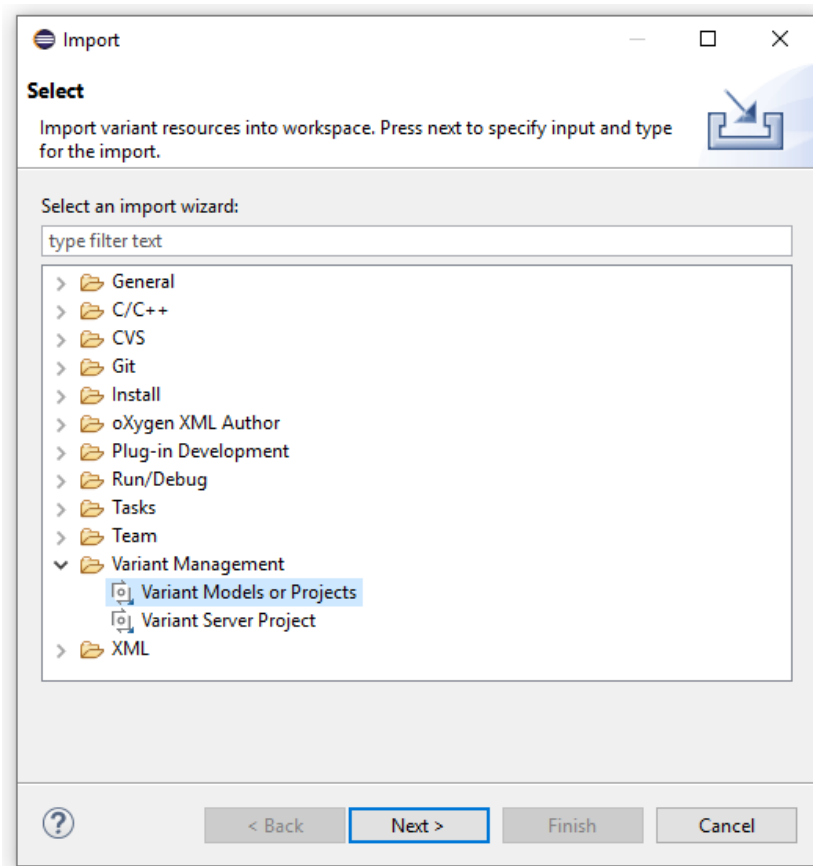 Import
Select
Import variant resources into workspace. Press next to specify input and type
for the import.
Select an import wizard:
type filter text
General
C/C++
CVS
Git
Install
oXygen XML Author
Plug-in Development
Run/Debug
Tasks
Team
Variant Management
Variant Models or Projects
Variant Server Project
XML
? < Back Next > Finish Cancel